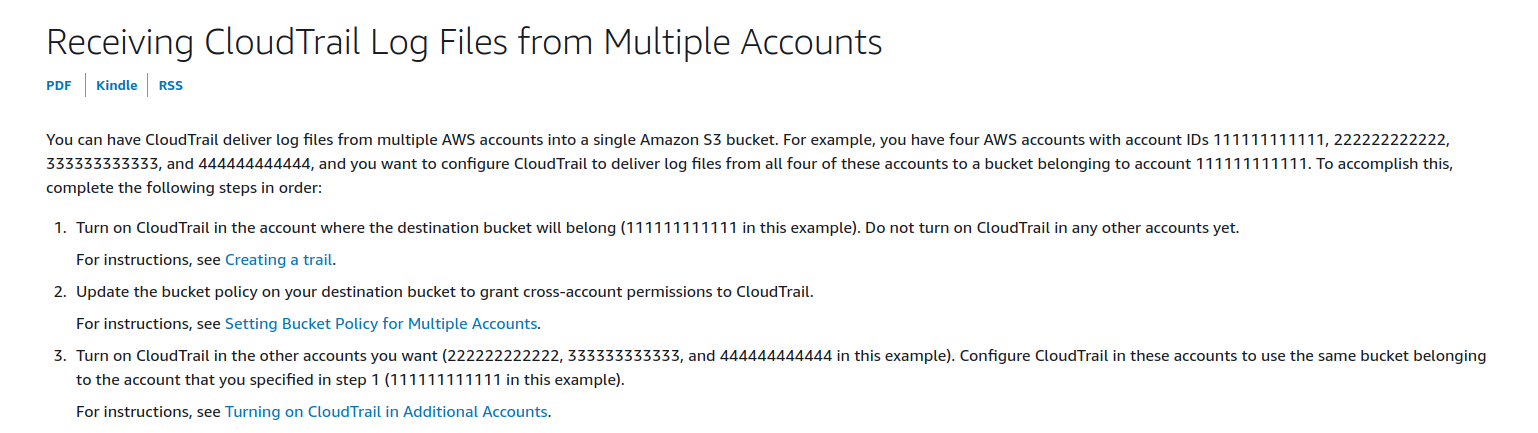 Receiving CloudTrail Log Files from Multiple Accounts
PDF Kindle RSS
You can have CloudTrail deliver log files from multiple AWS accounts into a single Amazon S3 bucket. For example, you have four AWS accounts with account IDs 111111111111, 222222222222,
333333333333, and 444444444444, and you want to configure CloudTrail to deliver log files from all four of these accounts to a bucket belonging to account 111111111111. To accomplish this,
complete the following steps in order:
1. Turn on CloudTrail in the account where the destination bucket will belong (111111111111 in this example). Do not turn on CloudTrail in any other accounts yet.
For instructions, see Creating a trail.
2. Update the bucket policy on your destination bucket to grant cross-account permissions to CloudTrail.
For instructions, see Setting Bucket Policy for Multiple Accounts.
3. Turn on CloudTrail in the other accounts you want (222222222222, 333333333333, and 444444444444 in this example). Configure CloudTrail in these accounts to use the same bucket belonging
to the account that you specified in step 1 (111111111111 in this example).
For instructions, see Turning on CloudTrail in Additional Accounts.